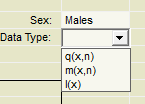 Sex: Males
Data Type:
q(x,n)
m(x,n)
l(x)